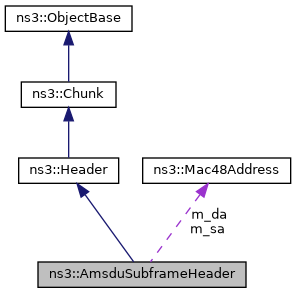 ns3::ObjectBase
ns3::Chunk
ns3::Header
ns3::Mac48Address
m_da
m_sa
ns3::AmsduSubframeHeader